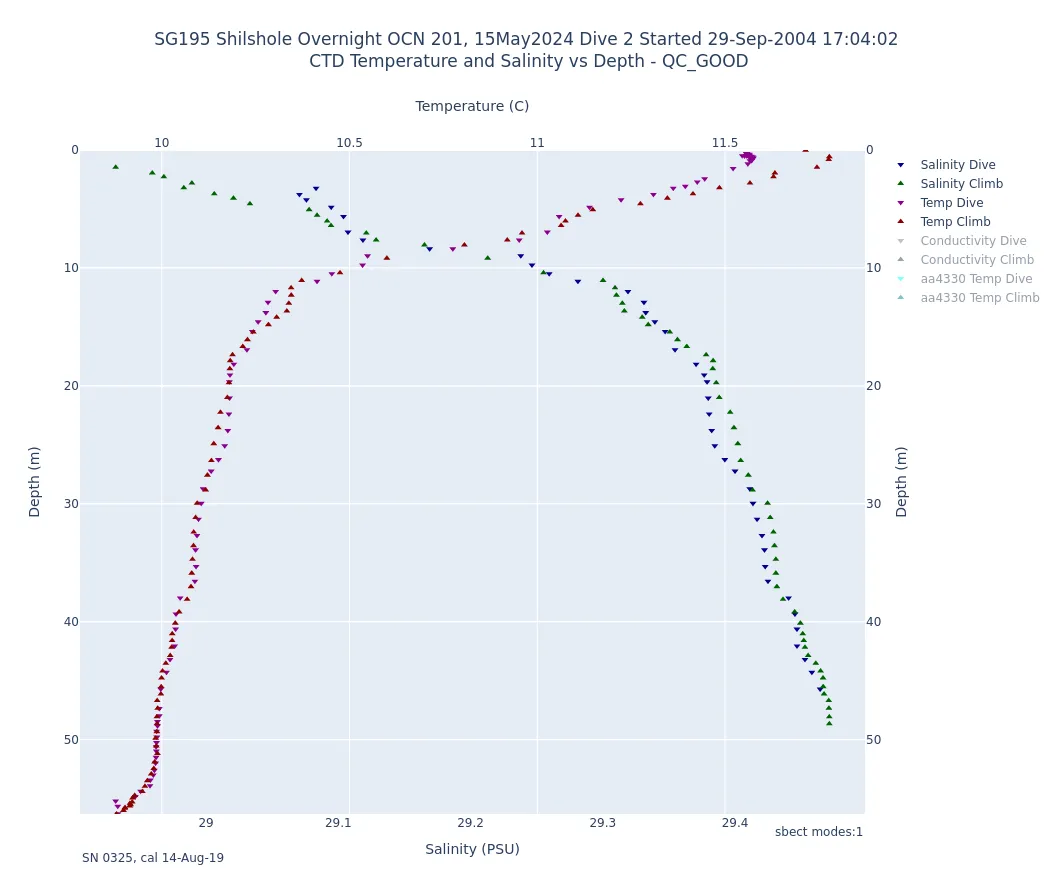 SG195 Shilshole Overnight OCN 201, 15May2024 Dive 2 Started 29-Sep-2004 17:04:02
CTD Temperature and Salinity vs Depth - QC_GOOD
Temperature (C)
10 10.5 11 11.5
0 0
10 10
20 20
30 30
40 40
50 50
Depth (m)
Depth (m)
Salinity Dive
Salinity Climb
Temp Dive
Temp Climb
Conductivity Dive
Conductivity Climb
aa4330 Temp Dive
aa4330 Temp Climb
29 29.1 29.2 29.3 29.4
sbect modes:1
Salinity (PSU)
SN 0325, cal 14-Aug-19